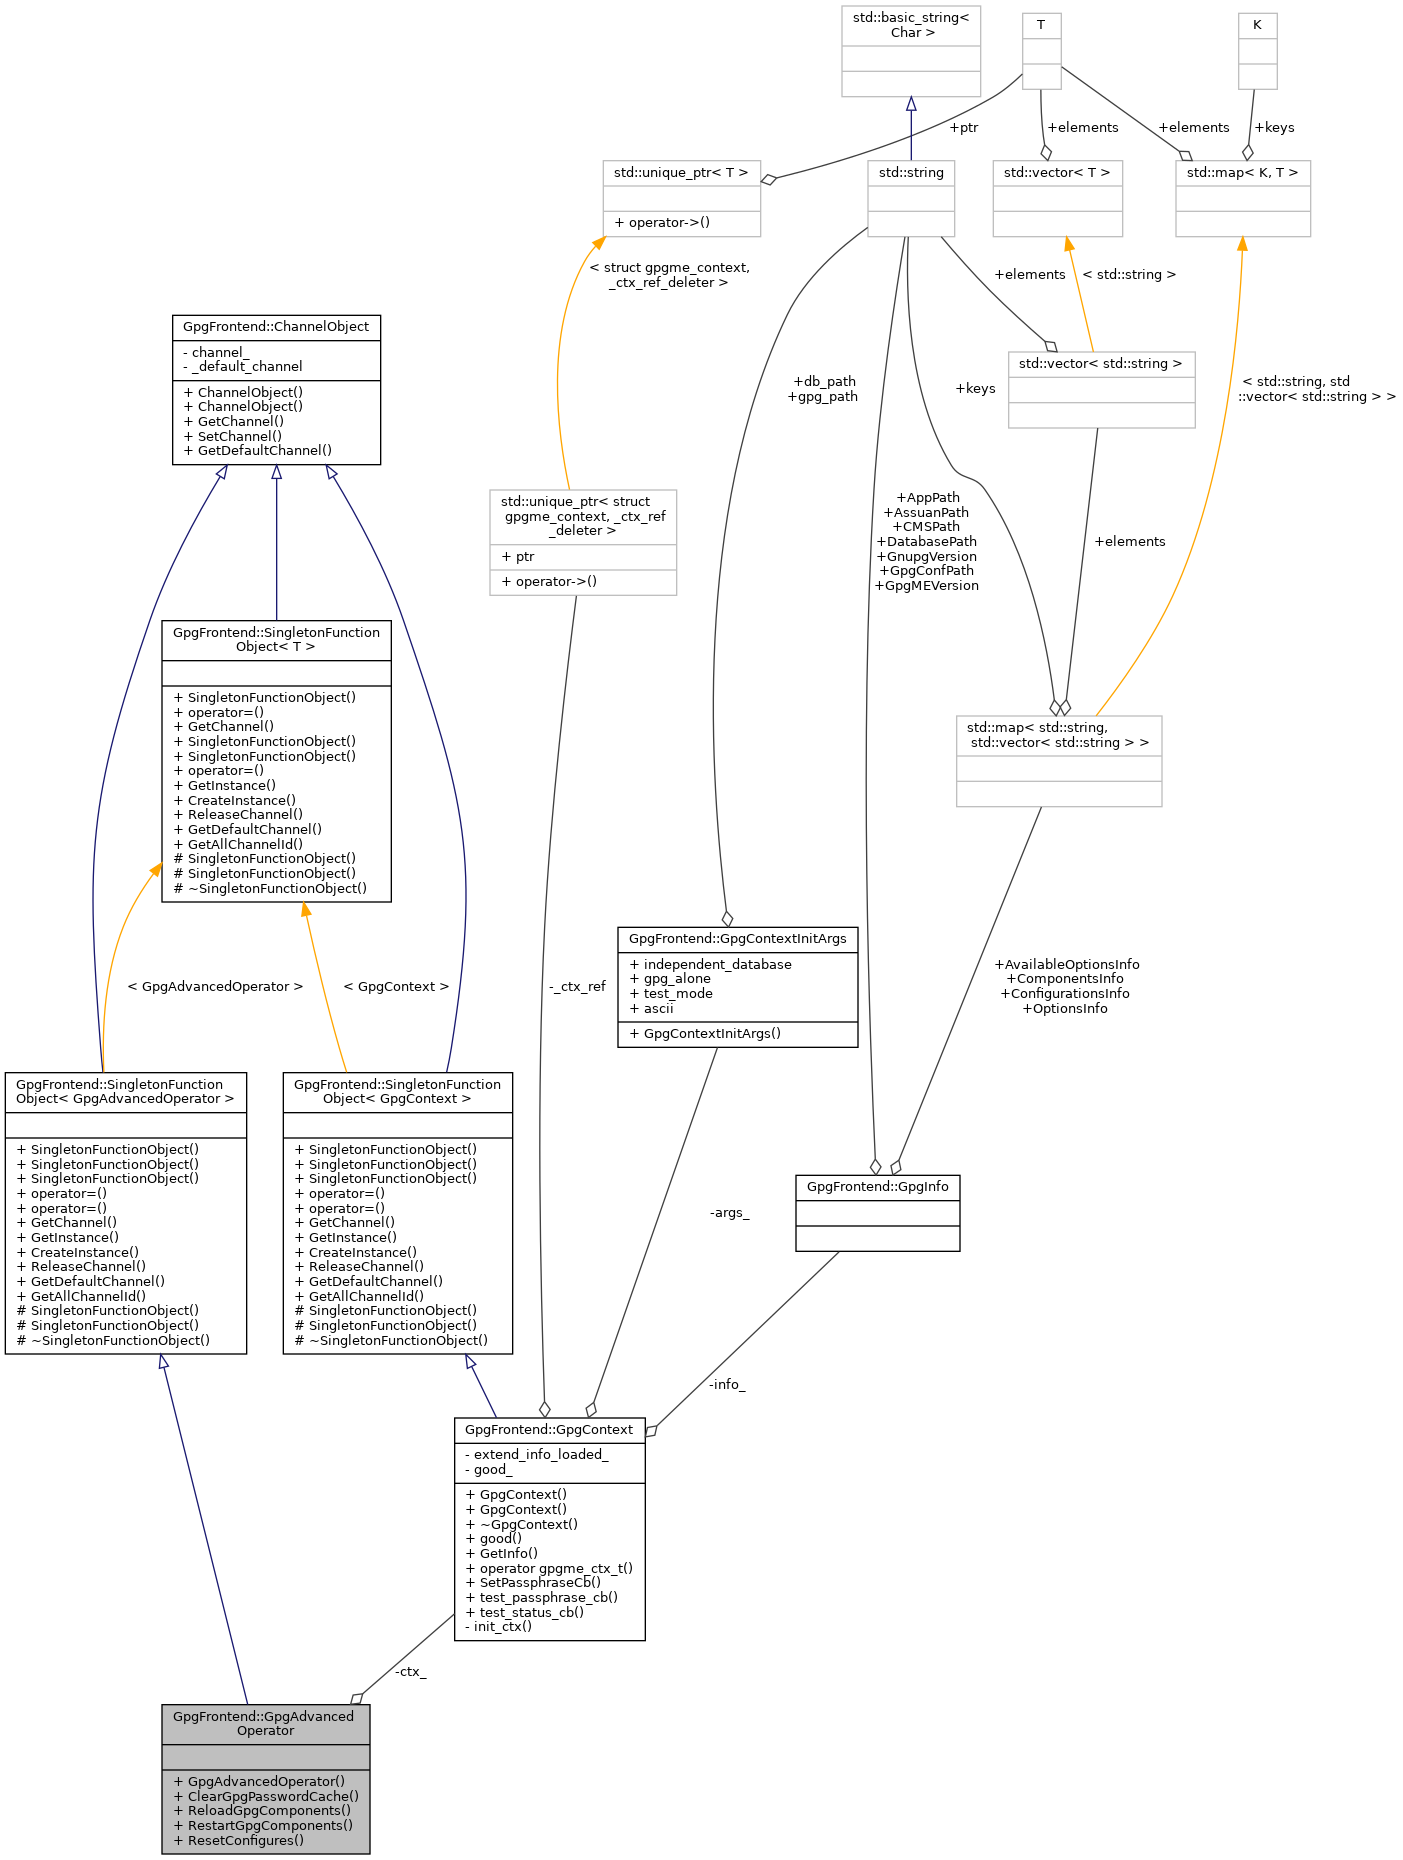 std::basic_string<
Char >
T
K
+ptr
+elements
+elements
+keys
std::unique_ptr< T >
+ operator->()
std::string
std::vector< T >
std::map< K, T >
< struct gpgme_context,
_ctx_ref_deleter >
+elements
< std::string >
GpgFrontend::ChannelObject
- channel_
- _default_channel
+ ChannelObject()
+ ChannelObject()
+ GetChannel()
+ SetChannel()
+ GetDefaultChannel()
std::vector< std::string >
+db_path
+gpg_path
+keys
< std::string, std
::vector< std::string > >
std::unique_ptr< struct
gpgme_context, _ctx_ref
_deleter >
+ ptr
+ operator->()
+AppPath
+AssuanPath
+CMSPath
+DatabasePath
+GnupgVersion
+GpgConfPath
+GpgMEVersion
+elements
GpgFrontend::SingletonFunction
Object< T >
+ SingletonFunctionObject()
+ operator=()
+ GetChannel()
+ SingletonFunctionObject()
+ SingletonFunctionObject()
+ operator=()
+ GetInstance()
+ CreateInstance()
+ ReleaseChannel()
+ GetDefaultChannel()
+ GetAllChannelId()
# SingletonFunctionObject()
# SingletonFunctionObject()
# ~SingletonFunctionObject()
std::map< std::string,
std::vector< std::string > >
GpgFrontend::GpgContextInitArgs
+ independent_database
+ gpg_alone
+ test_mode
+ ascii
+ GpgContextInitArgs()
< GpgAdvancedOperator >
< GpgContext >
-_ctx_ref
+AvailableOptionsInfo
+ComponentsInfo
+ConfigurationsInfo
+OptionsInfo
GpgFrontend::SingletonFunction
Object< GpgAdvancedOperator >
+ SingletonFunctionObject()
+ SingletonFunctionObject()
+ SingletonFunctionObject()
+ operator=()
+ operator=()
+ GetChannel()
+ GetInstance()
+ CreateInstance()
+ ReleaseChannel()
+ GetDefaultChannel()
+ GetAllChannelId()
# SingletonFunctionObject()
# SingletonFunctionObject()
# ~SingletonFunctionObject()
GpgFrontend::SingletonFunction
Object< GpgContext >
+ SingletonFunctionObject()
+ SingletonFunctionObject()
+ SingletonFunctionObject()
+ operator=()
+ operator=()
+ GetChannel()
+ GetInstance()
+ CreateInstance()
+ ReleaseChannel()
+ GetDefaultChannel()
+ GetAllChannelId()
# SingletonFunctionObject()
# SingletonFunctionObject()
# ~SingletonFunctionObject()
-args_
GpgFrontend::GpgInfo
-info_
GpgFrontend::GpgContext
- extend_info_loaded_
- good_
+ GpgContext()
+ GpgContext()
+ ~GpgContext()
+ good()
+ GetInfo()
+ operator gpgme_ctx_t()
+ SetPassphraseCb()
+ test_passphrase_cb()
+ test_status_cb()
- init_ctx()
-ctx_
GpgFrontend::GpgAdvanced
Operator
+ GpgAdvancedOperator()
+ ClearGpgPasswordCache()
+ ReloadGpgComponents()
+ RestartGpgComponents()
+ ResetConfigures()